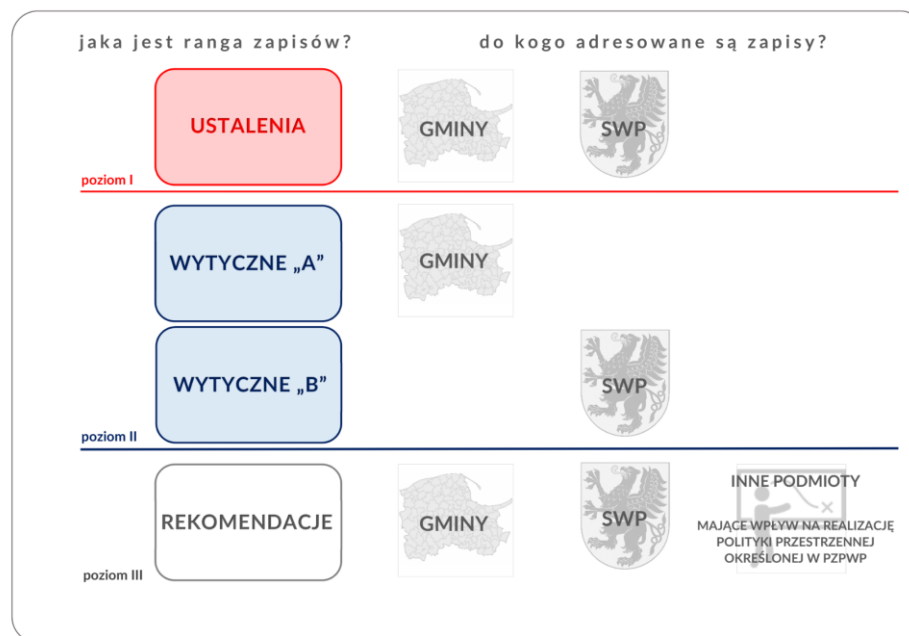 jaka jest ranga zapisów?
do kogo adresowane są zapisy?
USTALENIA
GMINY
SWP
poziom I
WYTYCZNE „A”
GMINY
WYTYCZNE „B”
SWP
poziom II
REKOMENDACJE
GMINY
SWP
INNE PODMIOTY
MAJĄCE WPŁYW NA REALIZACJĘ
POLITYKI PRZESTRZENNEJ
OKREŚLONEJ W PZPWP
poziom III